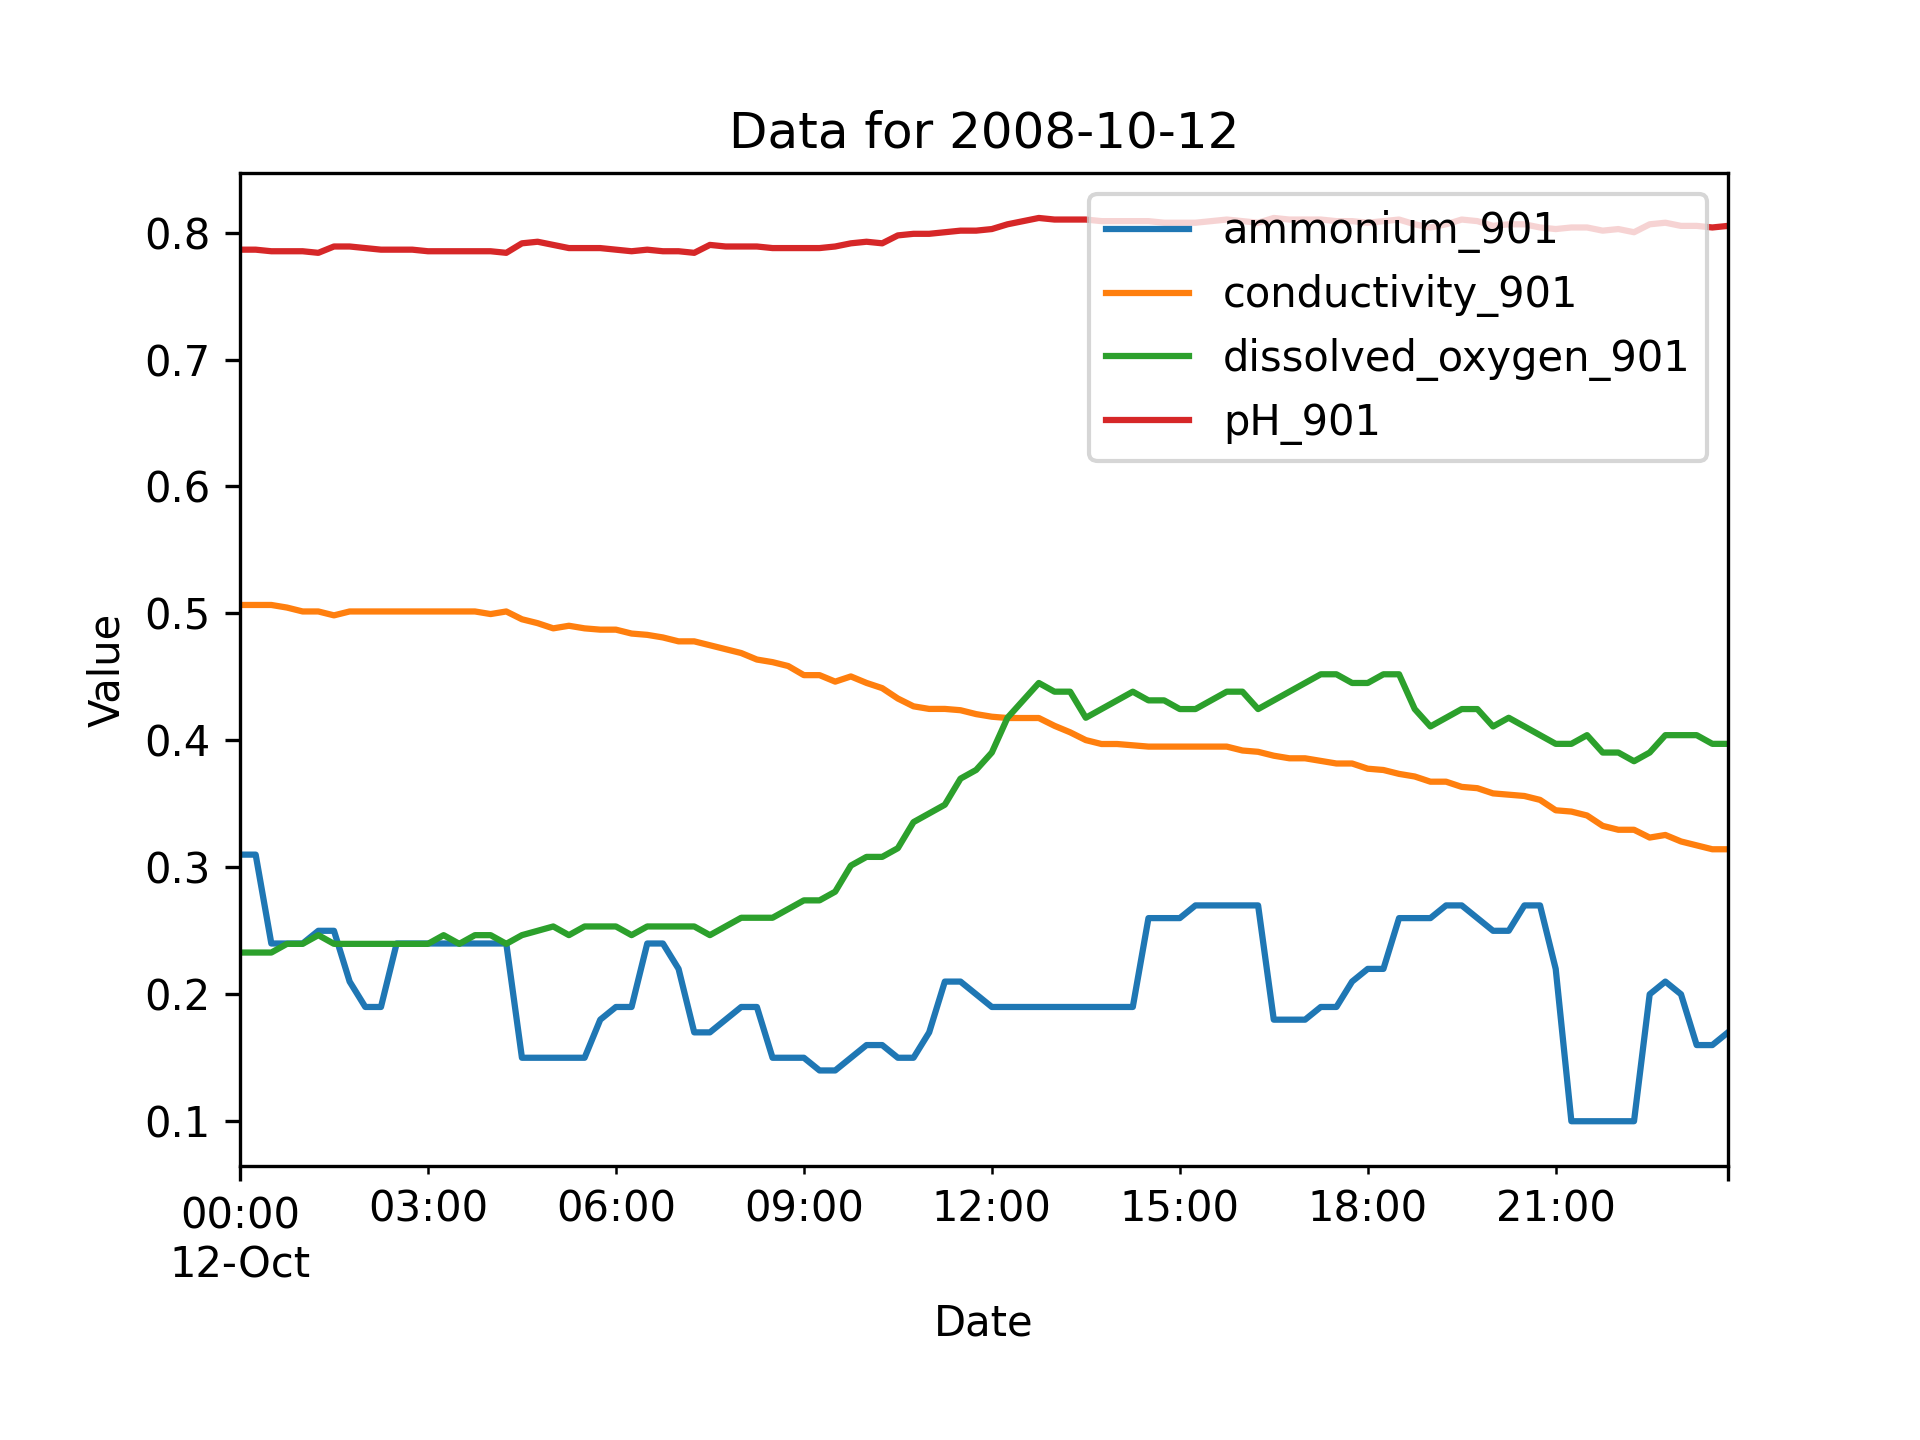 Data for 2008-10-12
ammonium_901
conductivity_901
dissolved_oxygen_901
pH_901
Value
0.8
0.7
0.6
0.5
0.4
0.3
0.2
0.1
00:00 03:00 06:00 09:00 12:00 15:00 18:00 21:00
12-Oct
Date